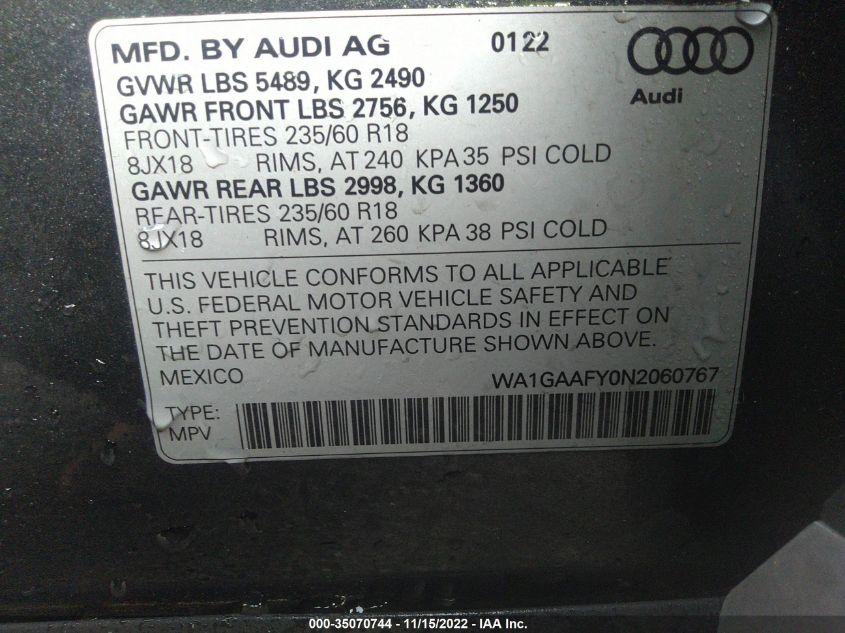 MFD. BY AUDI AG 0122
Audi
GVWR LBS 5489, KG 2490
GAWR FRONT LBS 2756, KG 1250
FRONT-TIRES 235/60 R18
8JX18 RIMS, AT 240 KPA 35 PSI COLD
GAWR REAR LBS 2998, KG 1360
REAR-TIRES 235/60 R18
8JX18 RIMS, AT 260 KPA 38 PSI COLD
THIS VEHICLE CONFORMS TO ALL APPLICABLE
U.S. FEDERAL MOTOR VEHICLE SAFETY AND
THEFT PREVENTION STANDARDS IN EFFECT ON
THE DATE OF MANUFACTURE SHOWN ABOVE.
MEXICO WA1GAAFY0N2060767
TYPE:
MPV
000-35070744 - 11/15/2022 - IAA Inc.